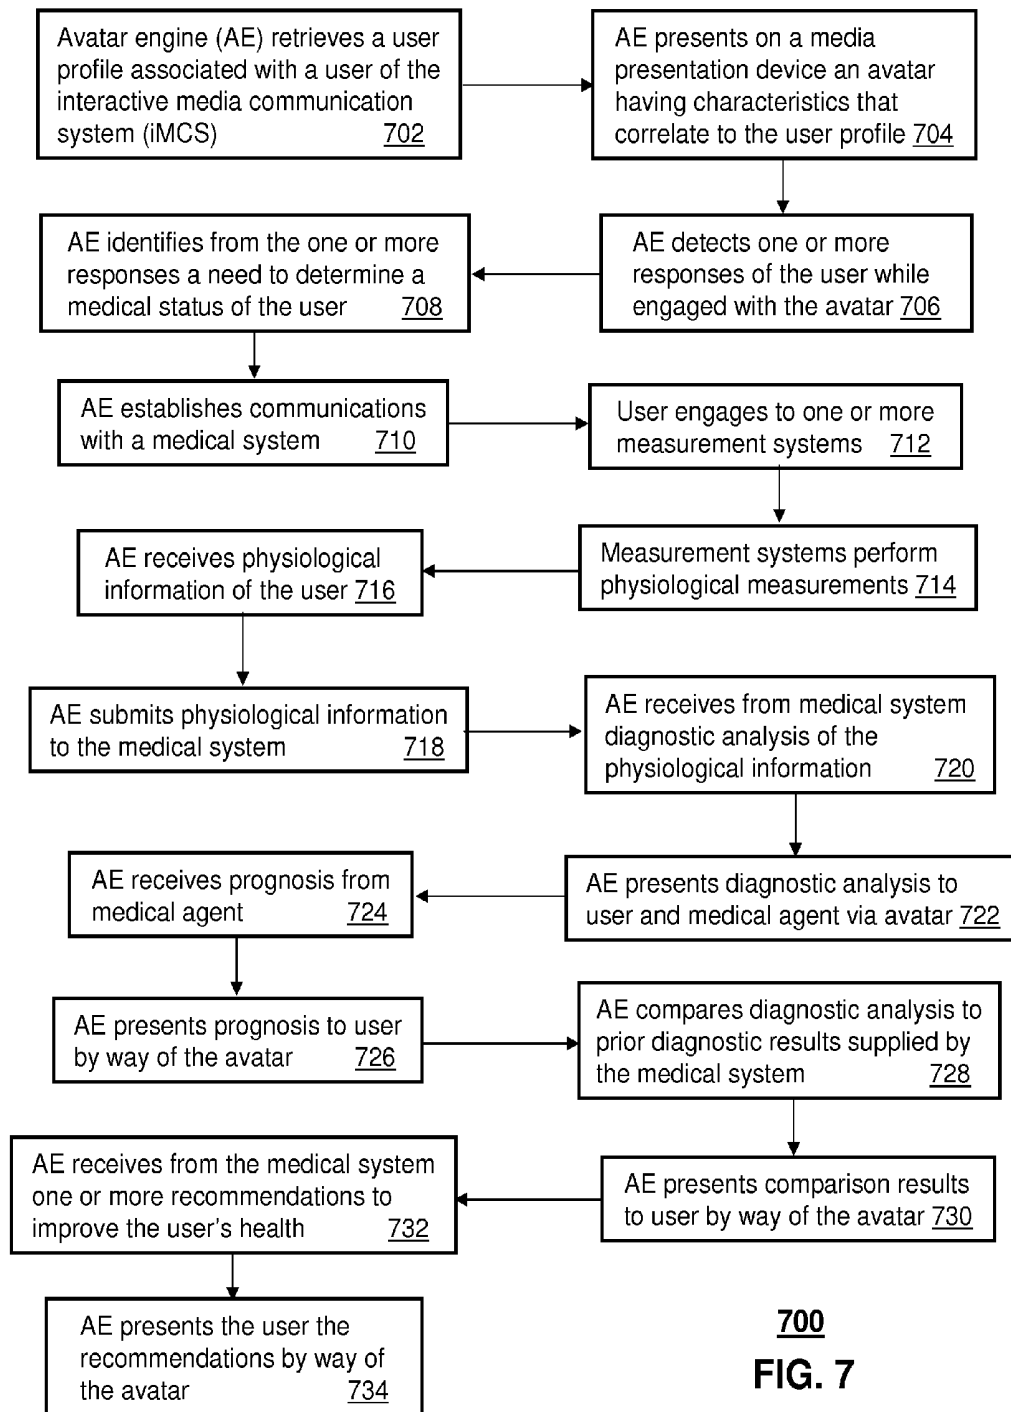 Avatar engine (AE) retrieves a user
profile associated with a user of the
interactive media communication
system (iMCS) 702
AE presents on a media
presentation device an avatar
having characteristics that
correlate to the user profile 704
AE detects one or more
responses of the user while
engaged with the avatar 706
AE identifies from the one or more
responses a need to determine a
medical status of the user 708
AE establishes communications
with a medical system 710
User engages to one or more
measurement systems 712
Measurement systems perform
physiological measurements 714
AE receives physiological
information of the user 716
AE submits physiological information
to the medical system 718
AE receives from medical system
diagnostic analysis of the
physiological information 720
AE presents diagnostic analysis to
user and medical agent via avatar 722
AE receives prognosis from
medical agent 724
AE presents prognosis to user
by way of the avatar 726
AE compares diagnostic analysis to
prior diagnostic results supplied by
the medical system 728
AE presents comparison results
to user by way of the avatar 730
AE receives from the medical system
one or more recommendations to
improve the user's health 732
AE presents the user the
recommendations by way of
the avatar 734
700
FIG. 7